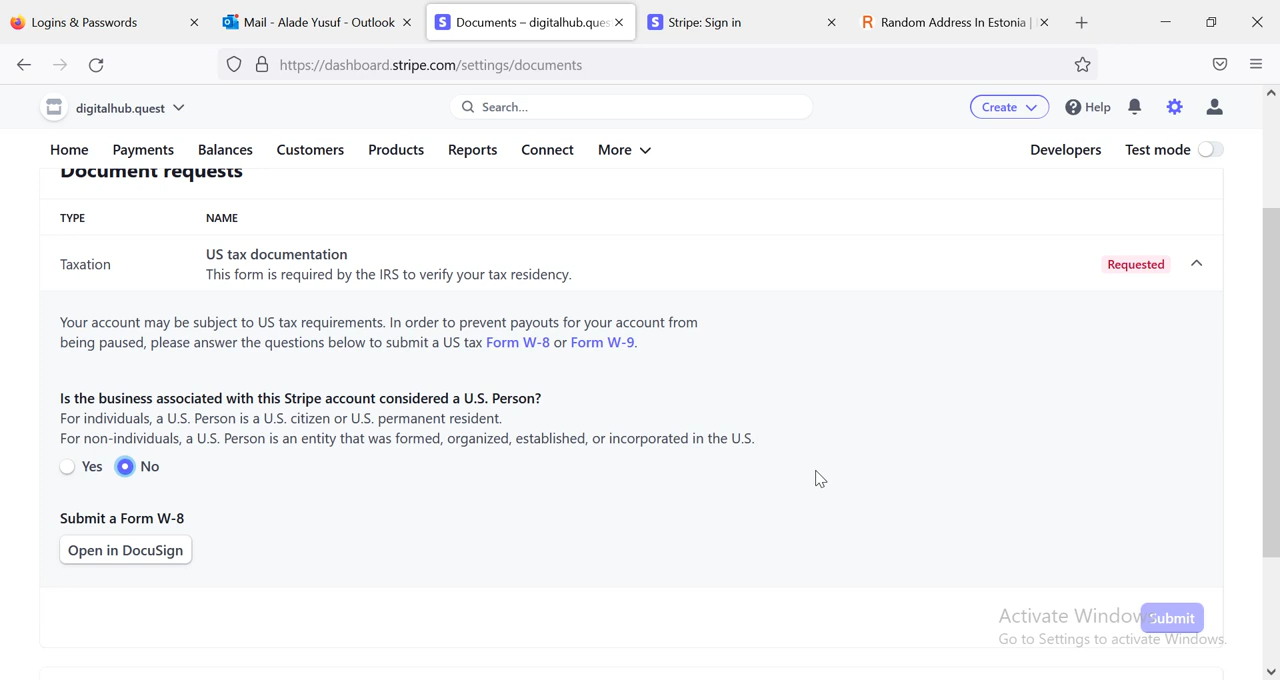 Logins & Passwords
Mail - Alade Yusuf - Outlook
Documents – digitalhub.ques
Stripe: Sign in
Random Address In Estonia |
https://dashboard.stripe.com/settings/documents
digitalhub.quest
Search...
Create
Help
Home
Payments
Balances
Customers
Products
Reports
Connect
More
Developers
Test mode
Document requests
TYPE
NAME
Taxation
US tax documentation
This form is required by the IRS to verify your tax residency.
Requested
Your account may be subject to US tax requirements. In order to prevent payouts for your account from
being paused, please answer the questions below to submit a US tax Form W-8 or Form W-9.
Is the business associated with this Stripe account considered a U.S. Person?
For individuals, a U.S. Person is a U.S. citizen or U.S. permanent resident.
For non-individuals, a U.S. Person is an entity that was formed, organized, established, or incorporated in the U.S.
Yes
No
Submit a Form W-8
Open in DocuSign
Activate Windows
Submit
Go to Settings to activate Windows.